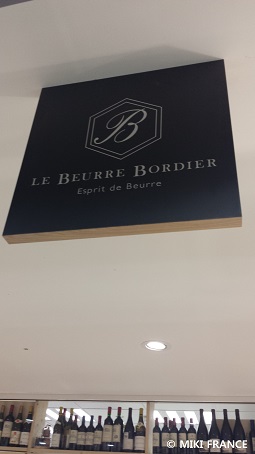 B
LE BEURRE BORDIER
Esprit de Beurre
© MIKI FRANCE